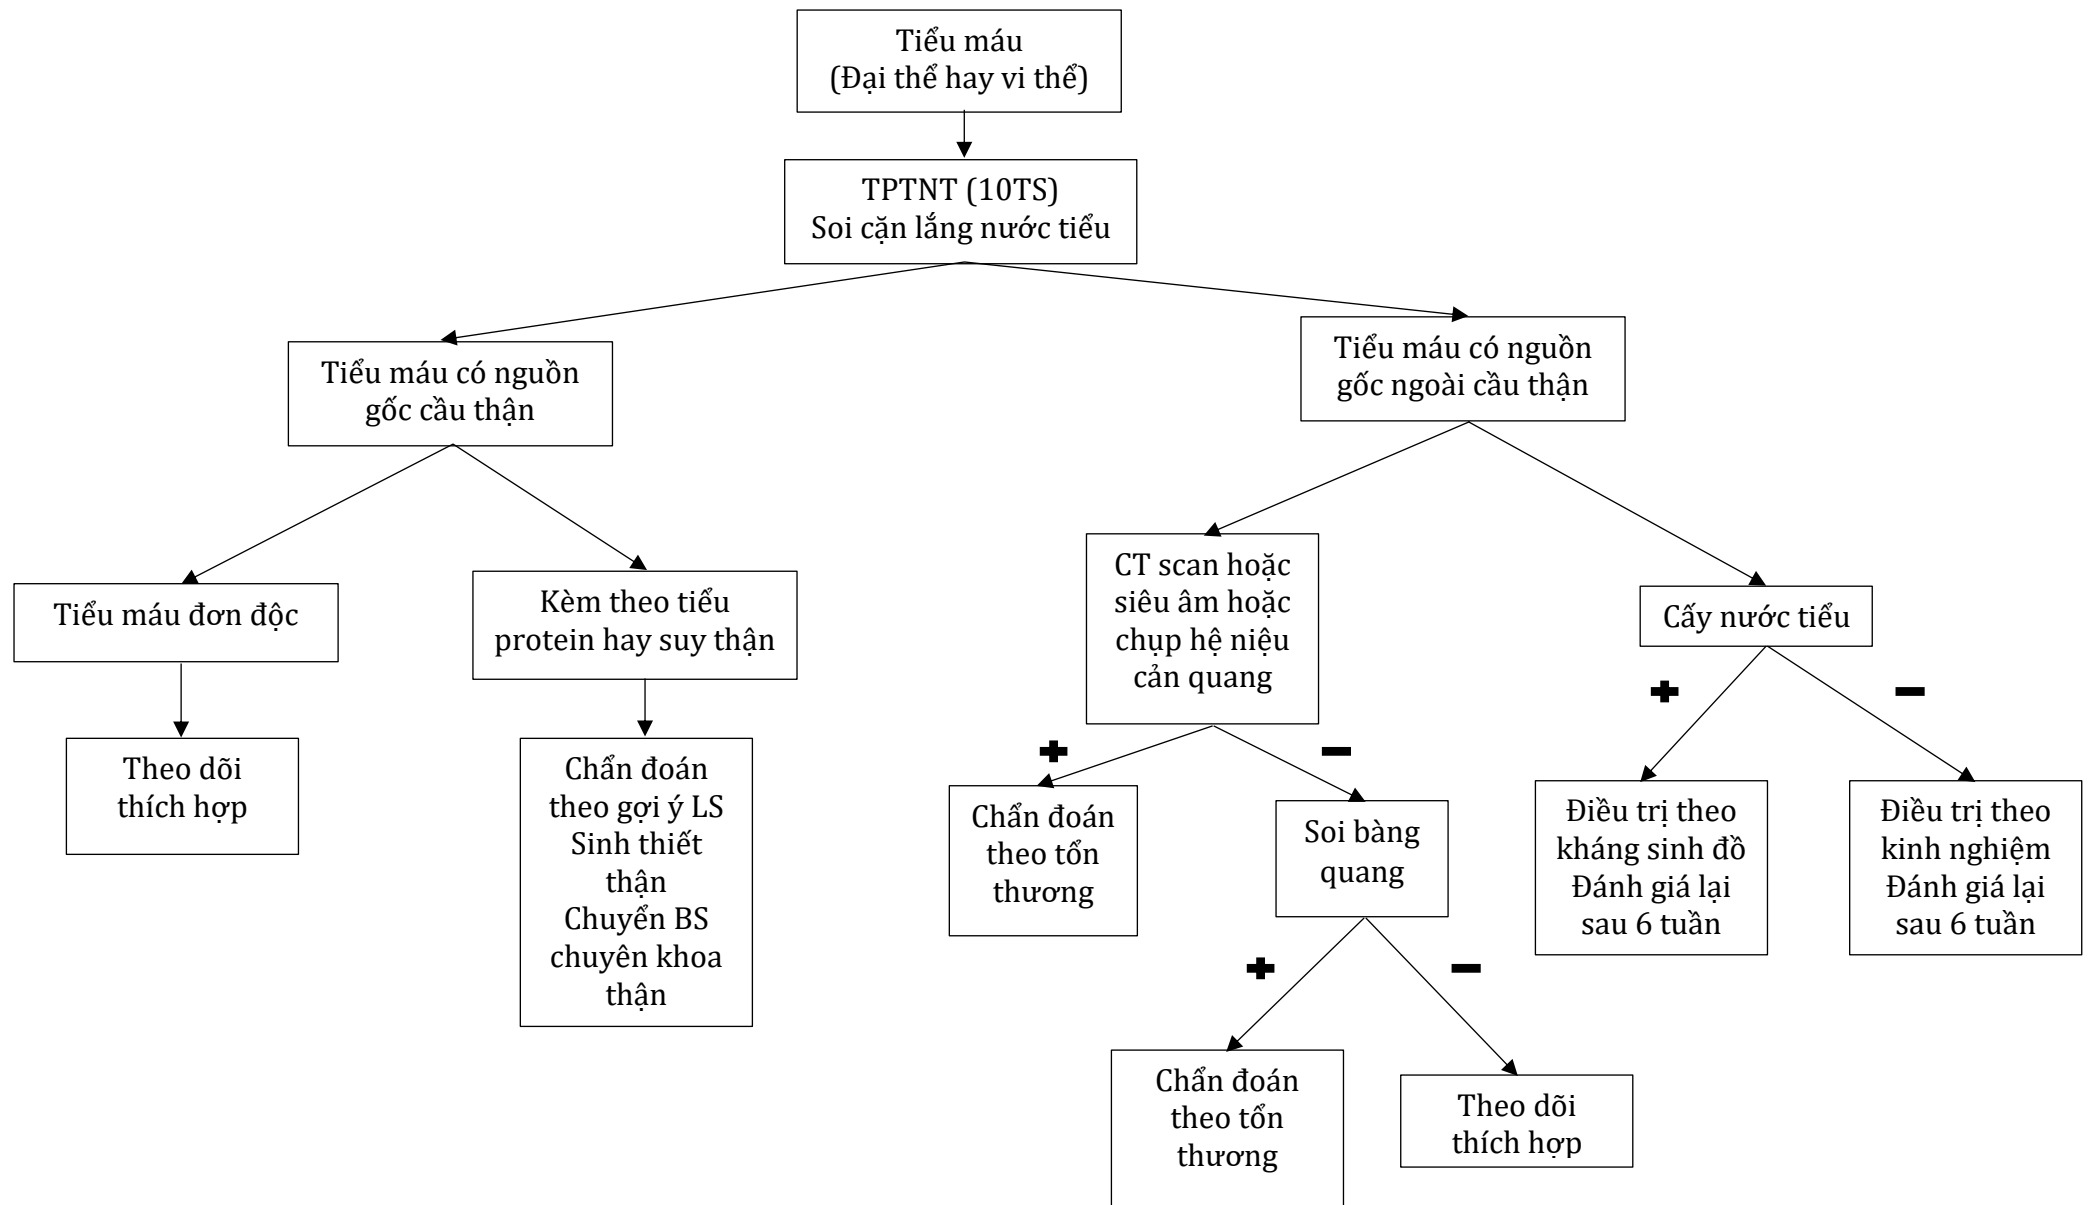 Tiểu máu
(Đại thể hay vi thể)
TPTNT (10TS)
Soi cặn lắng nước tiểu
Tiểu máu có nguồn
gốc cầu thận
Tiểu máu có nguồn
gốc ngoài cầu thận
Tiểu máu đơn độc
Kèm theo tiểu
protein hay suy thận
CT scan hoặc
siêu âm hoặc
chụp hệ niệu
cản quang
Cấy nước tiểu
+
−
+
−
Theo dõi
thích hợp
Chẩn đoán
theo gợi ý LS
Sinh thiết
thận
Chuyển BS
chuyên khoa
thận
Chẩn đoán
theo tổn
thương
Soi bàng
quang
Điều trị theo
kháng sinh đồ
Đánh giá lại
sau 6 tuần
Điều trị theo
kinh nghiệm
Đánh giá lại
sau 6 tuần
+
−
Chẩn đoán
theo tổn
thương
Theo dõi
thích hợp